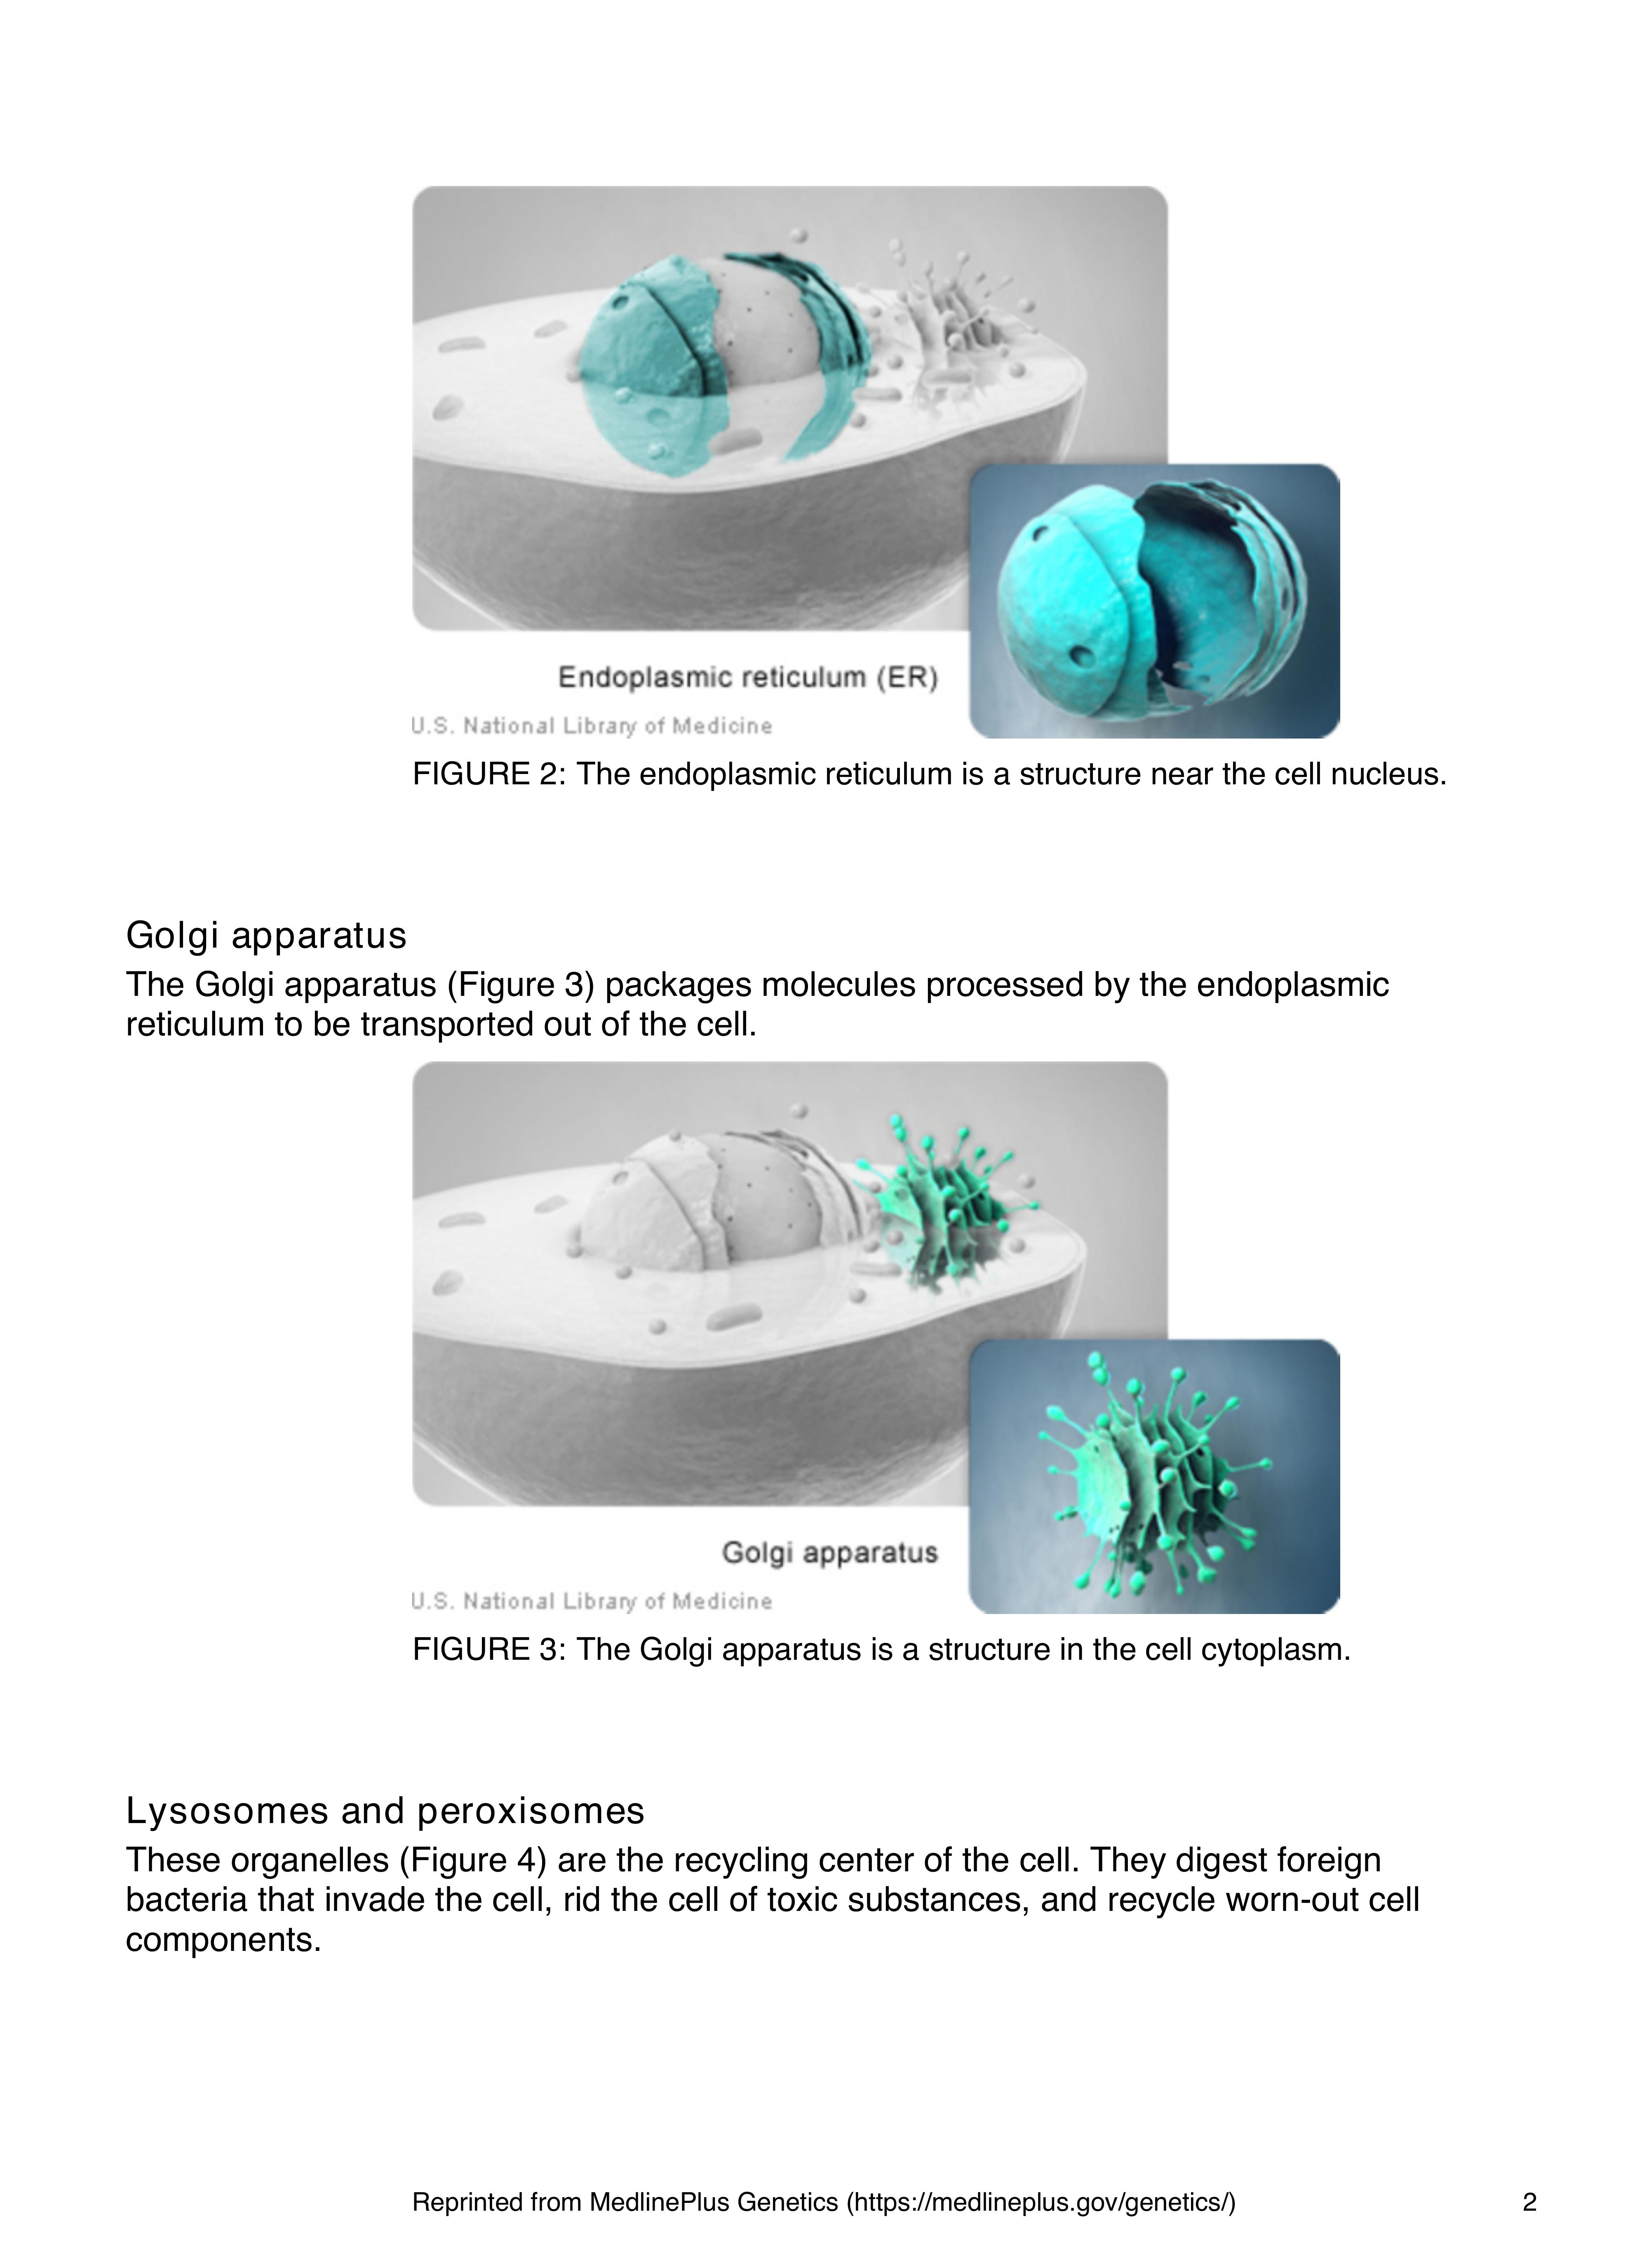 Endoplasmic reticulum (ER)
U.S. National Library of Medicine
FIGURE 2: The endoplasmic reticulum is a structure near the cell nucleus.
Golgi apparatus
The Golgi apparatus (Figure 3) packages molecules processed by the endoplasmic
reticulum to be transported out of the cell.
Golgi apparatus
U.S. National Library of Medicine
FIGURE 3: The Golgi apparatus is a structure in the cell cytoplasm.
Lysosomes and peroxisomes
These organelles (Figure 4) are the recycling center of the cell. They digest foreign
bacteria that invade the cell, rid the cell of toxic substances, and recycle worn-out cell
components.
Reprinted from MedlinePlus Genetics (https://medlineplus.gov/genetics/) 2